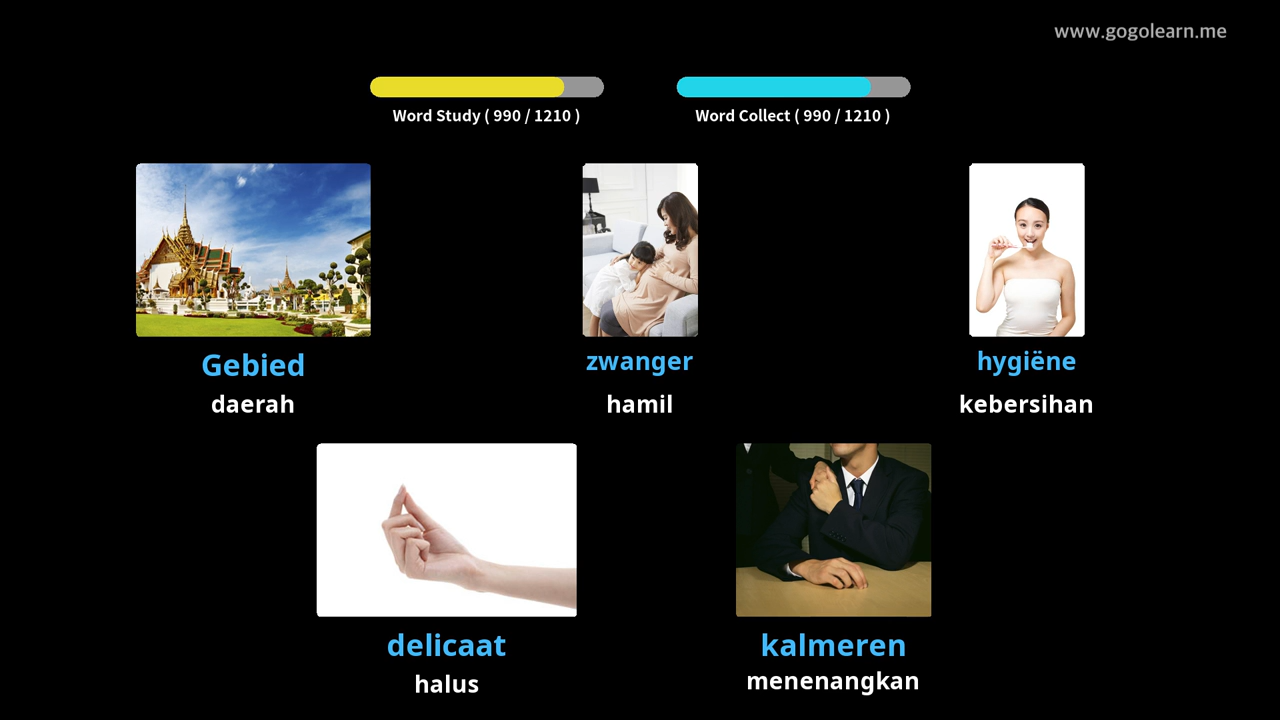 www.gogolearn.me
Word Study ( 990 / 1210 )
Word Collect ( 990 / 1210 )
Gebied
daerah
zwanger
hamil
hygiëne
kebersihan
delicaat
halus
kalmeren
menenangkan